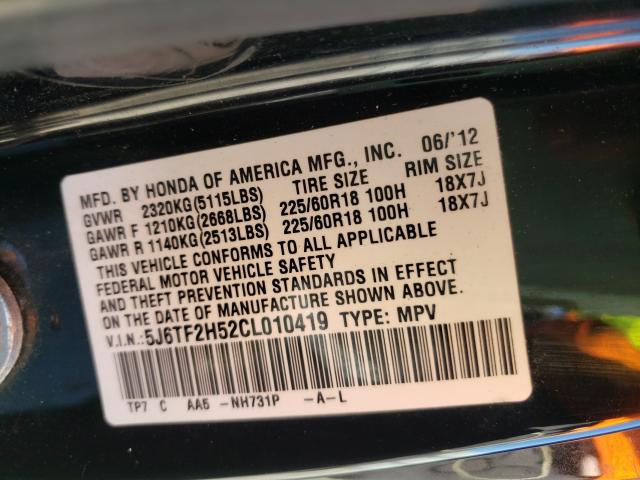 MFD. BY HONDA OF AMERICA MFG., INC. 06/'12
GVWR 2320KG(5115LBS) TIRE SIZE RIM SIZE
GAWR F 1210KG(2668LBS) 225/60R18 100H 18X7J
GAWR R 1140KG(2513LBS) 225/60R18 100H 18X7J
THIS VEHICLE CONFORMS TO ALL APPLICABLE
FEDERAL MOTOR VEHICLE SAFETY
AND THEFT PREVENTION STANDARDS IN EFFECT
ON THE DATE OF MANUFACTURE SHOWN ABOVE.
V.I.N.:5J6TF2H52CL010419 TYPE: MPV
TP7 C AA5 -NH731P -A-L